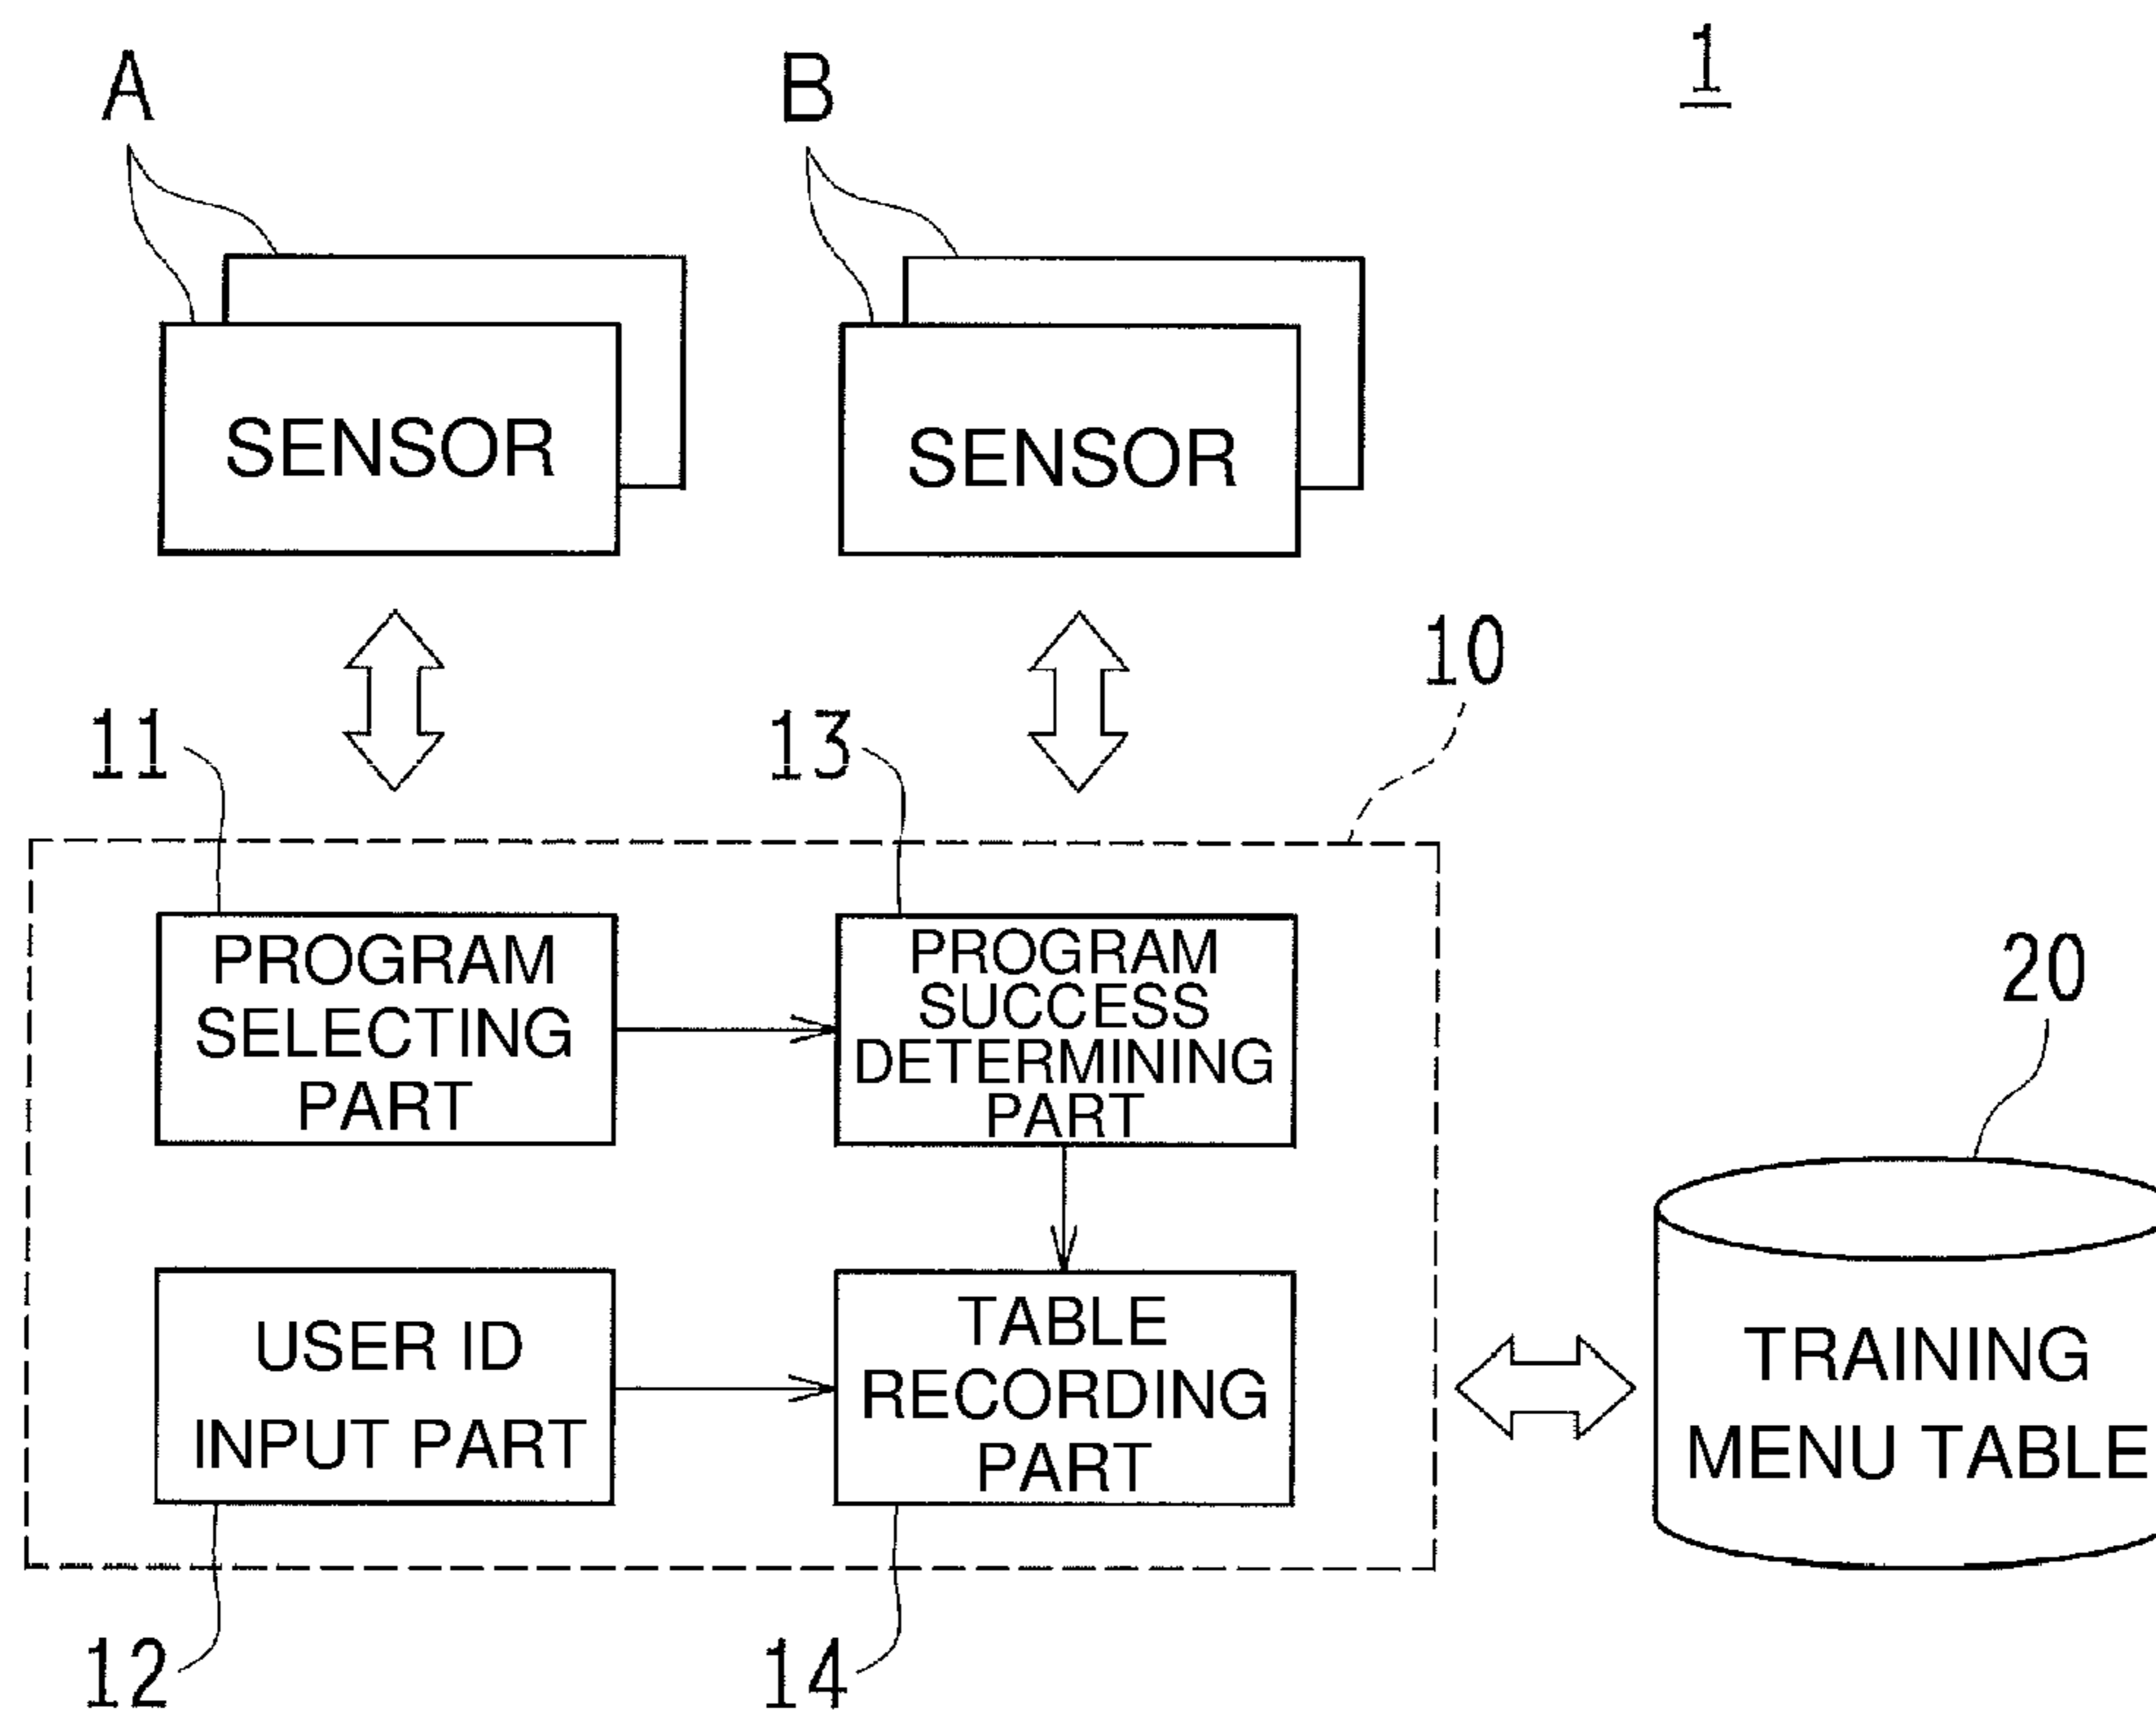 A
B
1
SENSOR
SENSOR
10
11
13
PROGRAM
SELECTING
PART
PROGRAM
SUCCESS
DETERMINING
PART
20
USER ID
INPUT PART
TABLE
RECORDING
PART
TRAINING
MENU TABLE
12
14